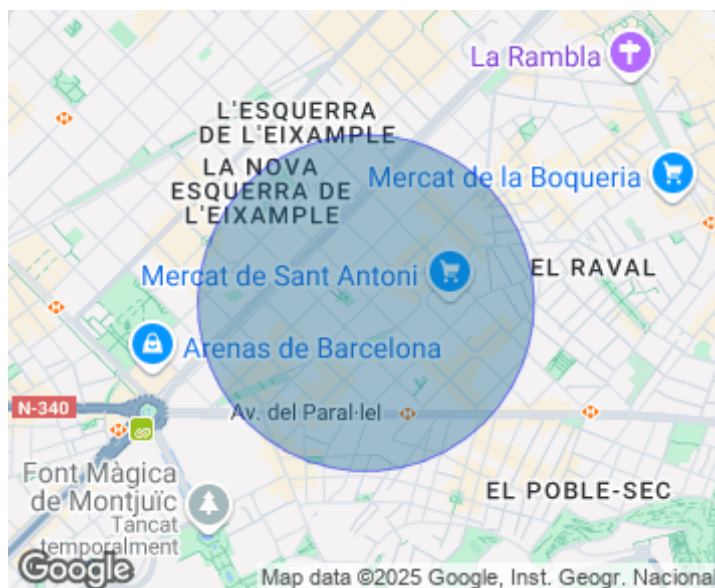 La Rambla
L'ESQUERRA
DE L'EIXAMPLE
LA NOVA
ESQUERRA DE
L'EIXAMPLE
Mercat de la Boqueria
Mercat de Sant Antoni
EL RAVAL
Arenas de Barcelona
N-340
Av. del Paral·lel
Font Màgica
de Montjuïc
Tancat
temporalment
EL POBLE-SEC
Google
Map data ©2025 Google, Inst. Geogr. Nacional